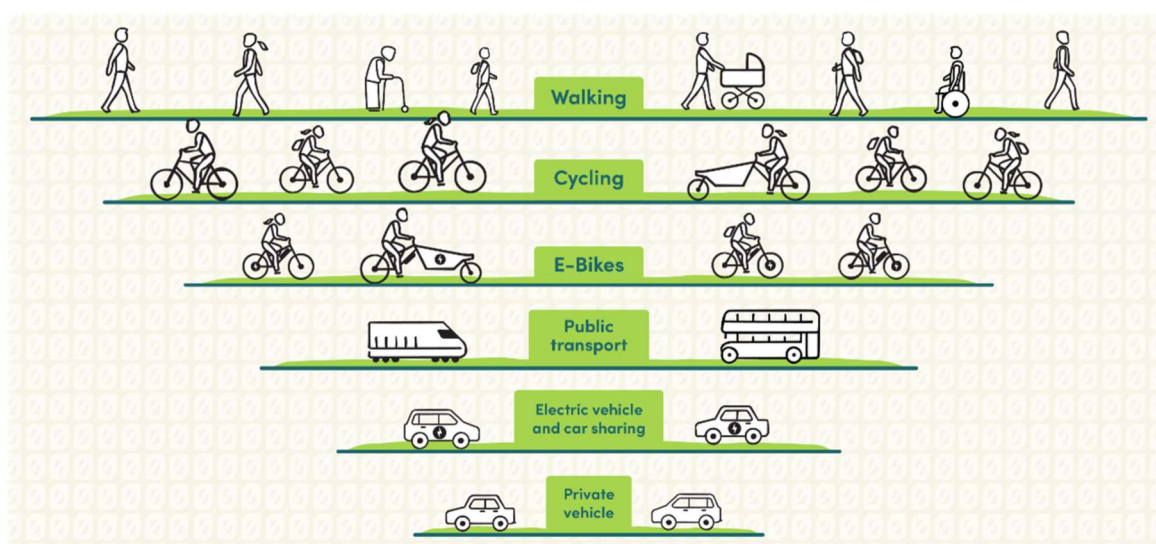 Walking
Cycling
E-Bikes
Public
transport
Electric vehicle
and car sharing
Private
vehicle